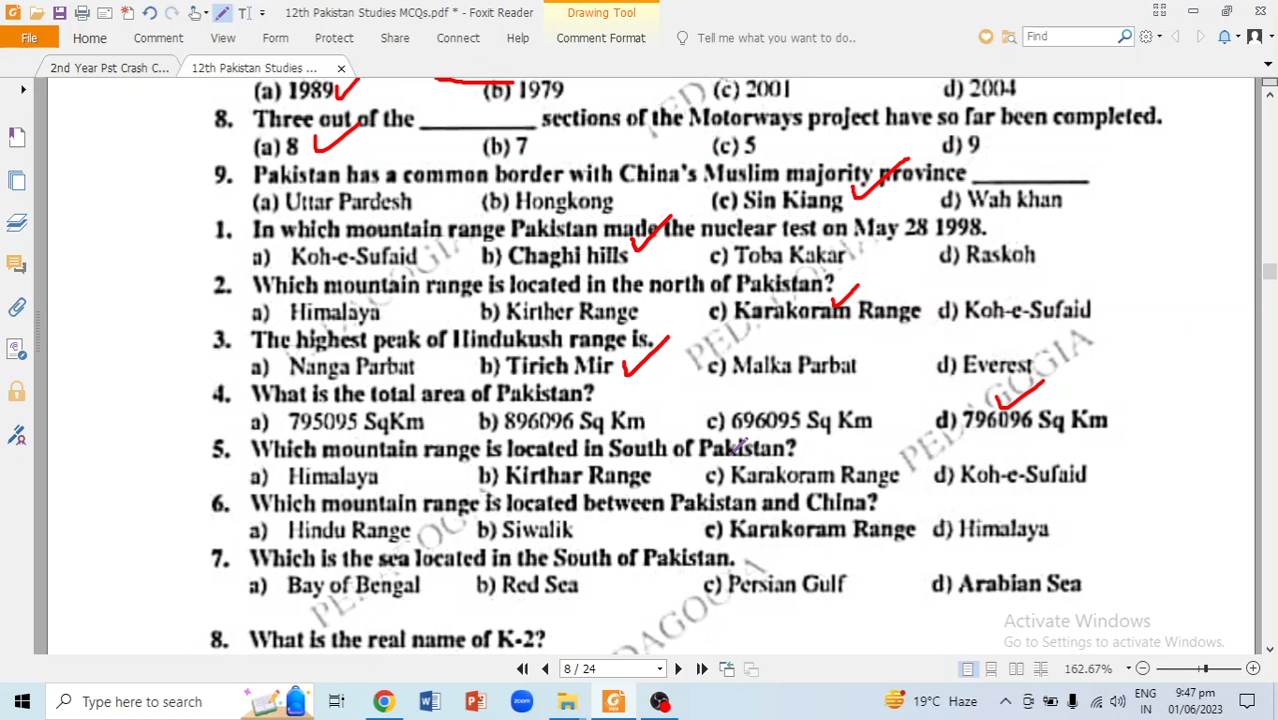 12th Pakistan Studies MCQs.pdf * - Foxit Reader
Drawing Tool
File Home Comment View Form Protect Share Connect Help Comment Format Tell me what you want to do.. Find
2nd Year Pst Crash C... 12th Pakistan Studies ...
(a) 1989 (b) 1979 (c) 2001 d) 2004
8. Three out of the __________ sections of the Motorways project have so far been completed.
(a) 8 (b) 7 (c) 5 d) 9
9. Pakistan has a common border with China's Muslim majority province __________
(a) Uttar Pardesh (b) Hongkong (c) Sin Kiang d) Wah khan
1. In which mountain range Pakistan made the nuclear test on May 28 1998.
a) Koh-e-Sufaid b) Chaghi hills c) Toba Kakar d) Raskoh
2. Which mountain range is located in the north of Pakistan?
a) Himalaya b) Kirther Range c) Karakoram Range d) Koh-e-Sufaid
3. The highest peak of Hindukush range is.
a) Nanga Parbat b) Tirich Mir c) Malka Parbat d) Everest
4. What is the total area of Pakistan?
a) 795095 SqKm b) 896096 Sq Km c) 696095 Sq Km d) 796096 Sq Km
5. Which mountain range is located in South of Pakistan?
a) Himalaya b) Kirthar Range c) Karakoram Range d) Koh-e-Sufaid
6. Which mountain range is located between Pakistan and China?
a) Hindu Range b) Siwalik c) Karakoram Range d) Himalaya
7. Which is the sea located in the South of Pakistan.
a) Bay of Bengal b) Red Sea c) Persian Gulf d) Arabian Sea
8. What is the real name of K-2?
Activate Windows
Go to Settings to activate Windows.
8 / 24 162.67%
Type here to search 19°C Haze ENG 9:47 pm
IN 01/06/2023